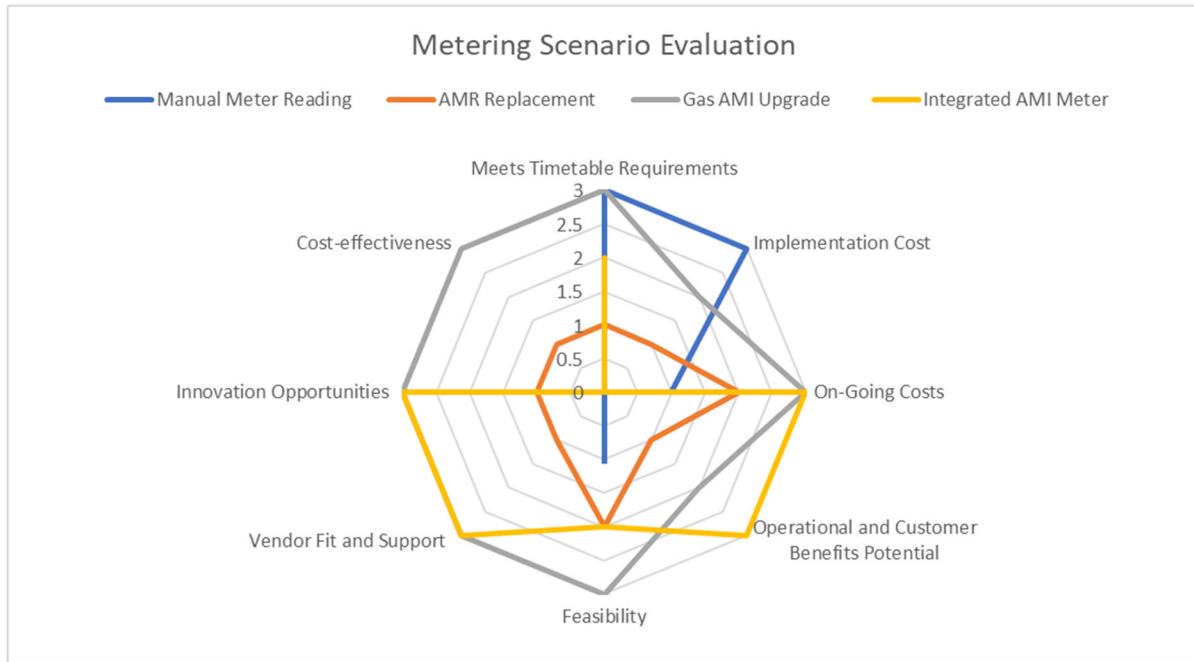 Metering Scenario Evaluation
Manual Meter Reading
AMR Replacement
Gas AMI Upgrade
Integrated AMI Meter
Meets Timetable Requirements
3
2.5
2
1.5
1
0.5
0
Cost-effectiveness
Implementation Cost
Innovation Opportunities
On-Going Costs
Vendor Fit and Support
Operational and Customer
Benefits Potential
Feasibility